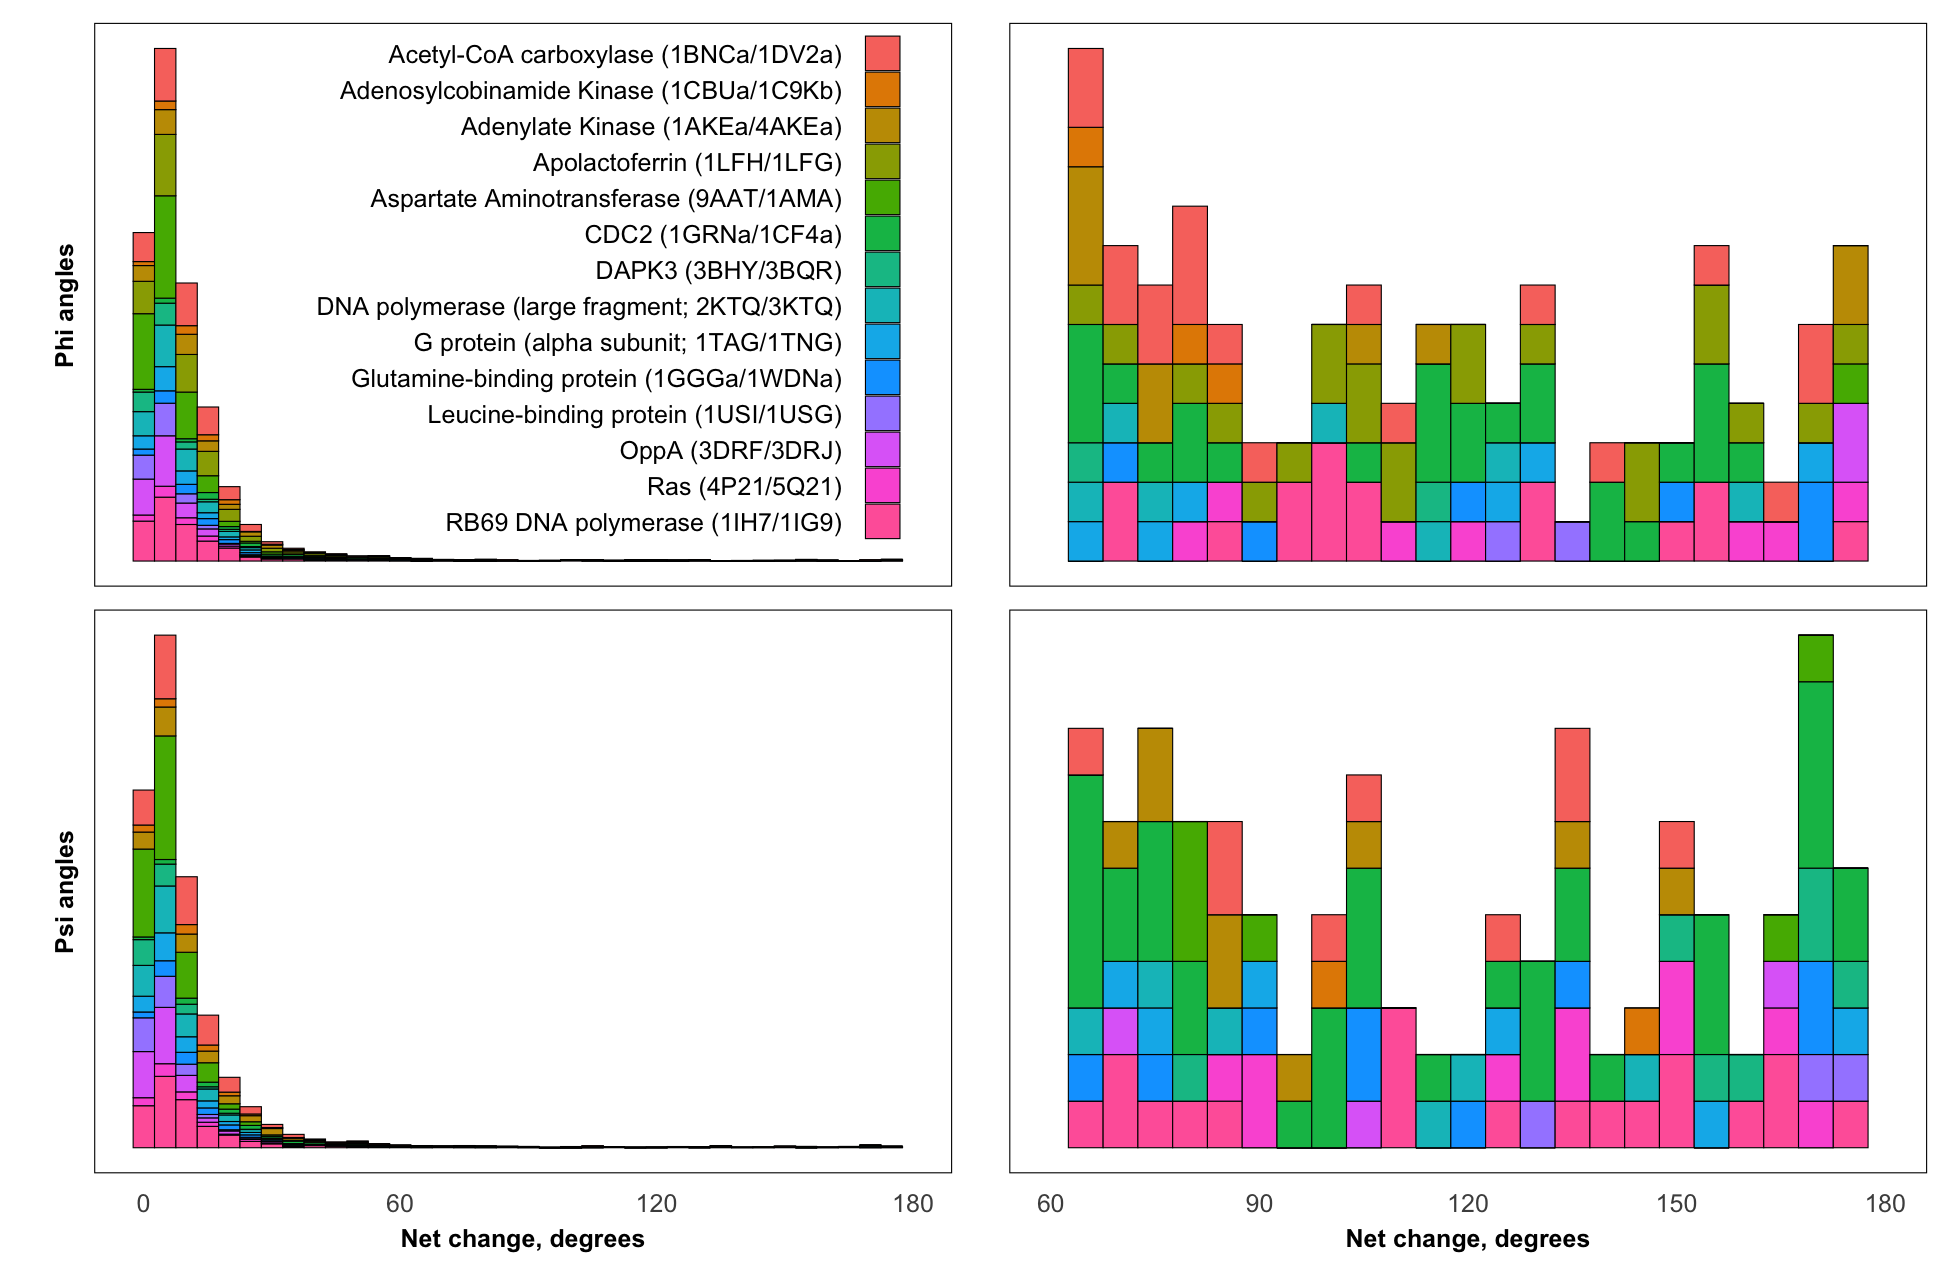 Acetyl-CoA carboxylase (1BNCa/1DV2a)
Adenosylcobinamide Kinase (1CBUa/1C9Kb)
Adenylate Kinase (1AKEa/4AKEa)
Apolactoferrin (1LFH/1LFG)
Aspartate Aminotransferase (9AAT/1AMA)
CDC2 (1GRNa/1CF4a)
DAPK3 (3BHY/3BQR)
DNA polymerase (large fragment; 2KTQ/3KTQ)
G protein (alpha subunit; 1TAG/1TNG)
Glutamine-binding protein (1GGGa/1WDNa)
Leucine-binding protein (1USI/1USG)
OppA (3DRF/3DRJ)
Ras (4P21/5Q21)
RB69 DNA polymerase (1IH7/1IG9)
Phi angles
Psi angles
0 60 120 180
Net change, degrees
60 90 120 150 180
Net change, degrees